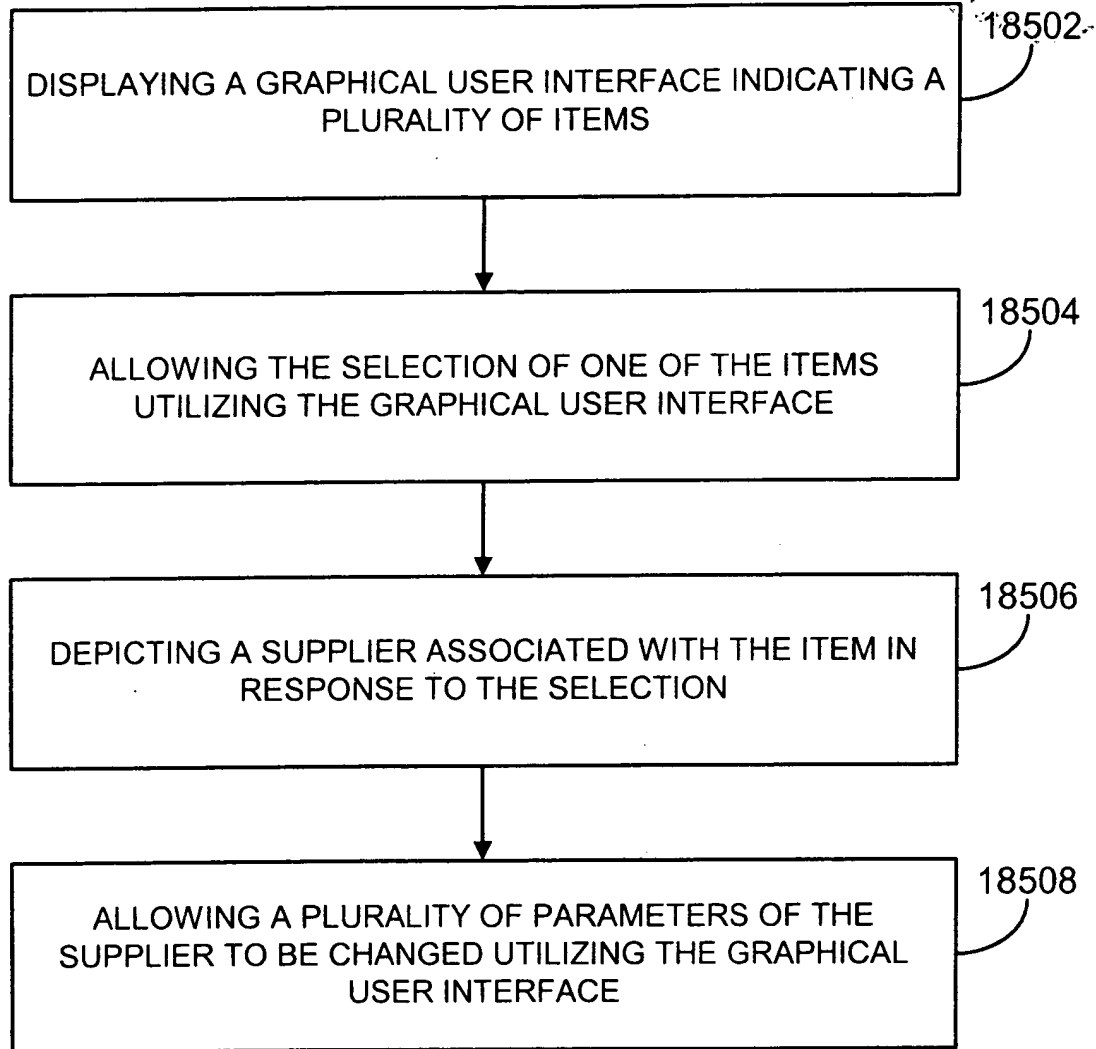 18502
DISPLAYING A GRAPHICAL USER INTERFACE INDICATING A
PLURALITY OF ITEMS
18504
ALLOWING THE SELECTION OF ONE OF THE ITEMS
UTILIZING THE GRAPHICAL USER INTERFACE
18506
DEPICTING A SUPPLIER ASSOCIATED WITH THE ITEM IN
RESPONSE TO THE SELECTION
18508
ALLOWING A PLURALITY OF PARAMETERS OF THE
SUPPLIER TO BE CHANGED UTILIZING THE GRAPHICAL
USER INTERFACE